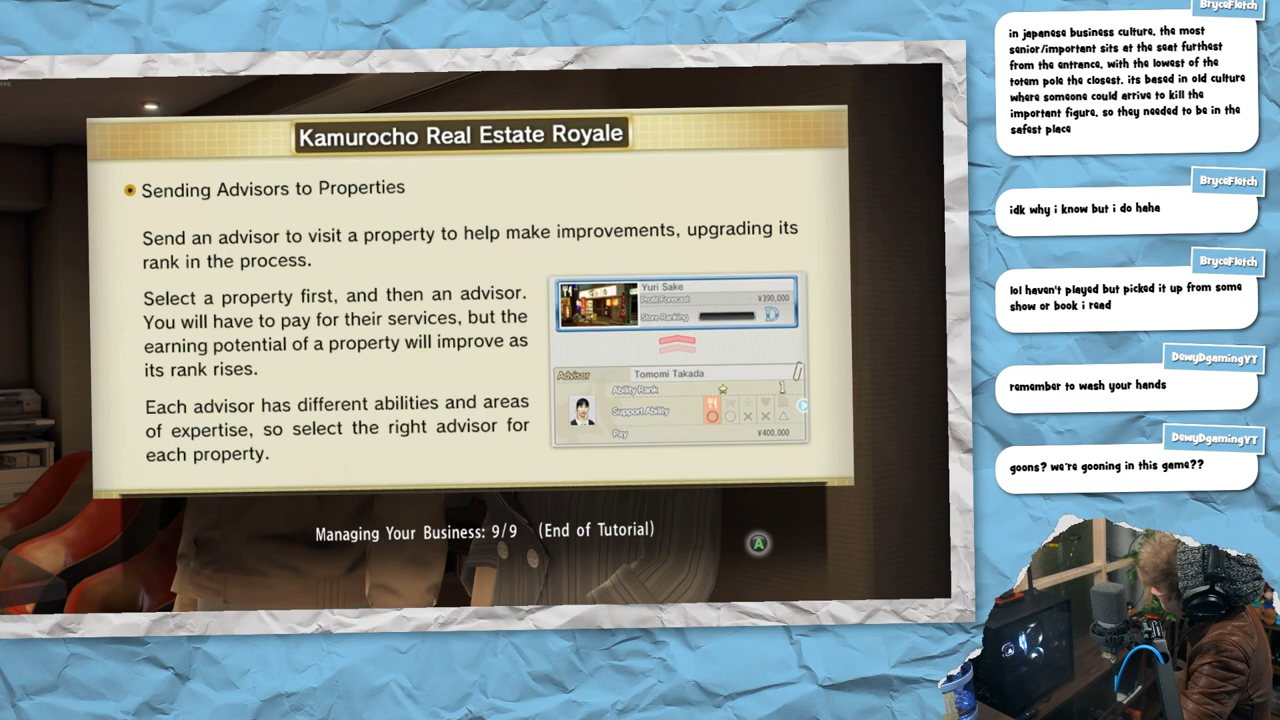 Kamurocho Real Estate Royale
Sending Advisors to Properties
Send an advisor to visit a property to help make improvements, upgrading its
rank in the process.
Select a property first, and then an advisor.
You will have to pay for their services, but the
earning potential of a property will improve as
its rank rises.
Each advisor has different abilities and areas
of expertise, so select the right advisor for
each property.
Yuri Sake
Profit Forecast ¥390,000
Store Ranking D
Advisor Tomomi Takada
Ability Rank 1
Support Ability
Pay ¥400,000
Managing Your Business: 9/9 (End of Tutorial)
A
BryceFletch
in japanese business culture, the most
senior/important sits at the seat furthest
from the entrance, with the lowest of the
totem pole the closest. its based in old culture
where someone could arrive to kill the
important figure, so they needed to be in the
safest place
BryceFletch
idk why i know but i do haha
BryceFletch
lol haven't played but picked it up from some
show or book i read
DewyDgamingYT
remember to wash your hands
DewyDgamingYT
goons? we're gooning in this game??